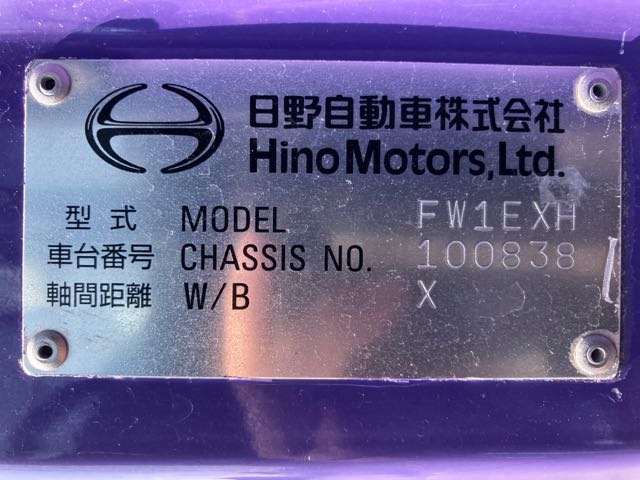 日野自動車株式会社
Hino Motors, Ltd.
型式 MODEL FW1EXH
車台番号 CHASSIS NO. 100838
軸間距離 W/B X